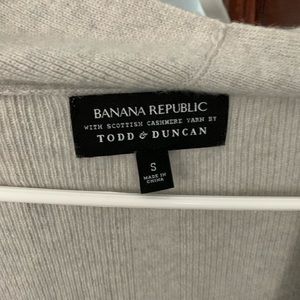 BANANA REPUBLIC
WITH SCOTTISH CASHMERE YARN BY
TODD & DUNCAN
S
MADE IN
CHINA